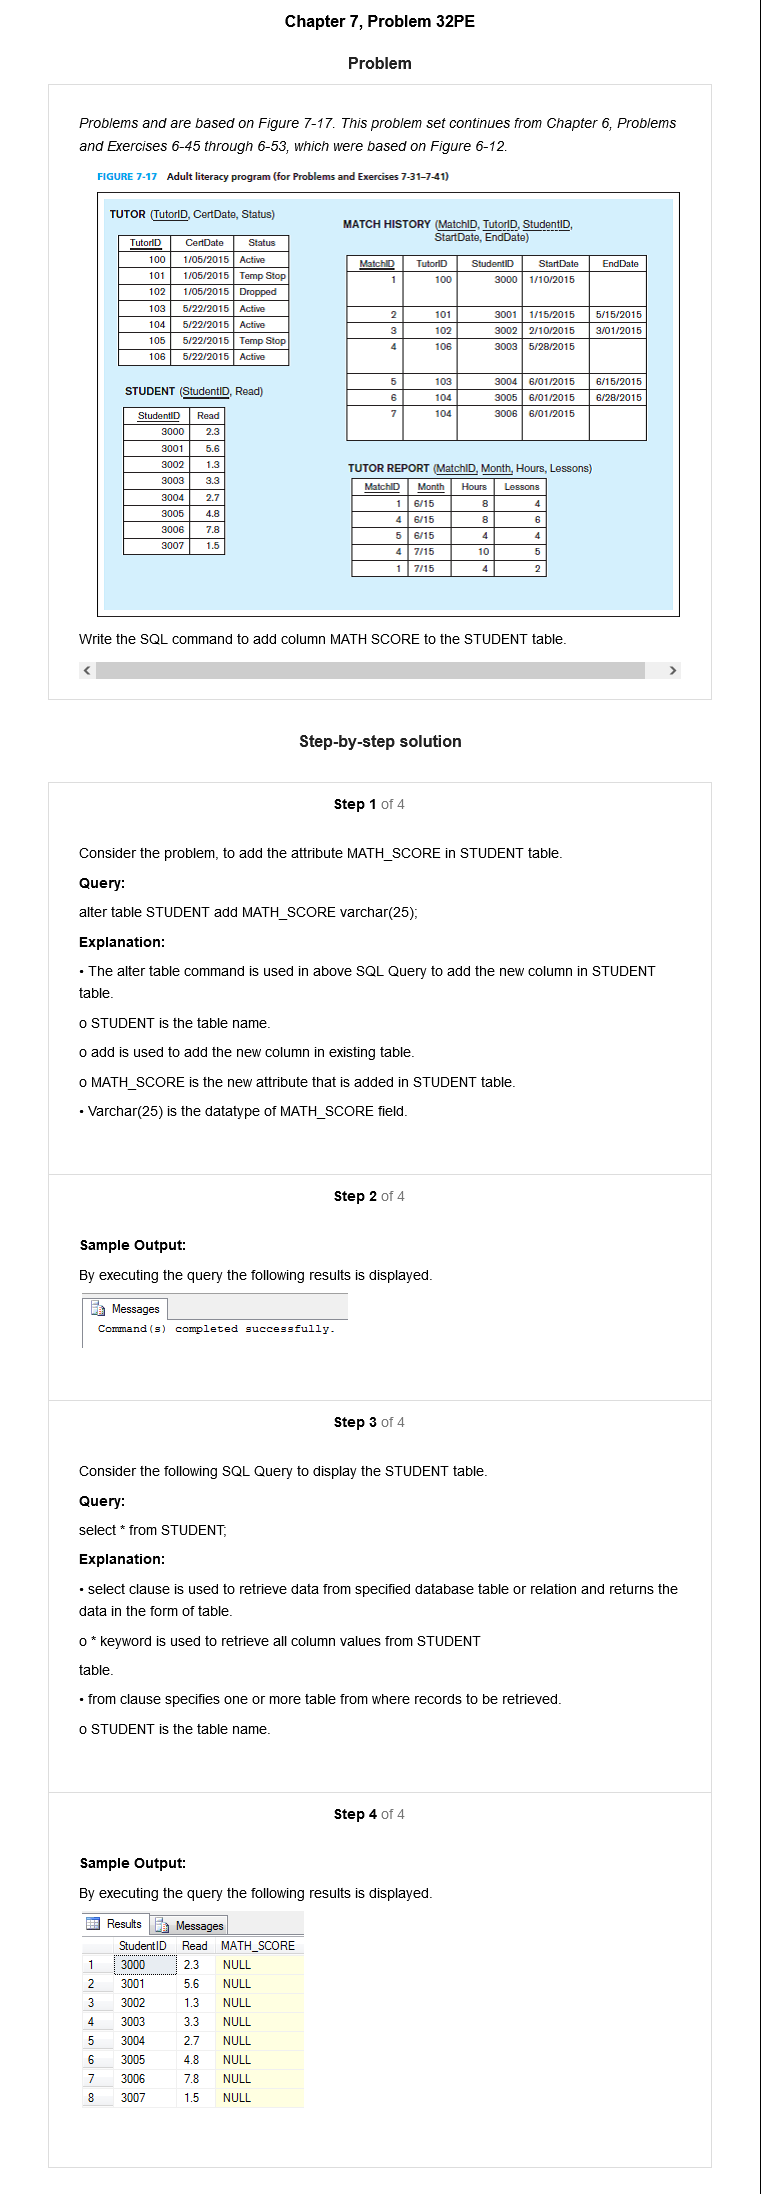 Chapter 7, Problem 32PE
Problem
Problems and are based on Figure 7-17. This problem set continues from Chapter 6, Problems
and Exercises 6-45 through 6-53, which were based on Figure 6-12.
FIGURE 7-17 Adult literacy program (for Problems and Exercises 7-31–7-41)
TUTOR (TutorID, CertDate, Status)
TutorID CertDate Status
100 1/05/2015 Active
101 1/05/2015 Temp Stop
102 1/05/2015 Dropped
103 5/22/2015 Active
104 5/22/2015 Active
105 5/22/2015 Temp Stop
106 5/22/2015 Active
STUDENT (StudentID, Read)
StudentID Read
3000 2.3
3001 5.6
3002 1.3
3003 3.3
3004 2.7
3005 4.8
3006 7.8
3007 1.5
MATCH HISTORY (MatchID, TutorID, StudentID,
StartDate, EndDate)
MatchID TutorID StudentID StartDate EndDate
1 100 3000 1/10/2015
2 101 3001 1/15/2015 5/15/2015
3 102 3002 2/10/2015 3/01/2015
4 106 3003 5/28/2015
5 103 3004 6/01/2015 6/15/2015
6 104 3005 6/01/2015 6/28/2015
7 104 3006 6/01/2015
TUTOR REPORT (MatchID, Month, Hours, Lessons)
MatchID Month Hours Lessons
1 6/15 8 4
4 6/15 8 6
5 6/15 4 4
4 7/15 10 5
1 7/15 4 2
Write the SQL command to add column MATH SCORE to the STUDENT table.
Step-by-step solution
Step 1 of 4
Consider the problem, to add the attribute MATH_SCORE in STUDENT table.
Query:
alter table STUDENT add MATH_SCORE varchar(25);
Explanation:
• The alter table command is used in above SQL Query to add the new column in STUDENT
table.
o STUDENT is the table name.
o add is used to add the new column in existing table.
o MATH_SCORE is the new attribute that is added in STUDENT table.
• Varchar(25) is the datatype of MATH_SCORE field.
Step 2 of 4
Sample Output:
By executing the query the following results is displayed.
Messages
Command(s) completed successfully.
Step 3 of 4
Consider the following SQL Query to display the STUDENT table.
Query:
select * from STUDENT;
Explanation:
• select clause is used to retrieve data from specified database table or relation and returns the
data in the form of table.
o * keyword is used to retrieve all column values from STUDENT
table.
• from clause specifies one or more table from where records to be retrieved.
o STUDENT is the table name.
Step 4 of 4
Sample Output:
By executing the query the following results is displayed.
Results Messages
StudentID Read MATH_SCORE
1 3000 2.3 NULL
2 3001 5.6 NULL
3 3002 1.3 NULL
4 3003 3.3 NULL
5 3004 2.7 NULL
6 3005 4.8 NULL
7 3006 7.8 NULL
8 3007 1.5 NULL